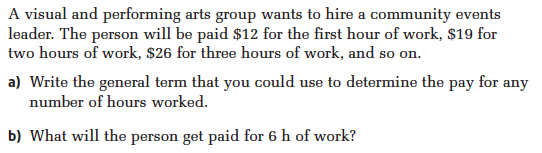 A visual and performing arts group wants to hire a community events
leader. The person will be paid $12 for the first hour of work, $19 for
two hours of work, $26 for three hours of work, and so on.
a) Write the general term that you could use to determine the pay for any
number of hours worked.
b) What will the person get paid for 6 h of work?